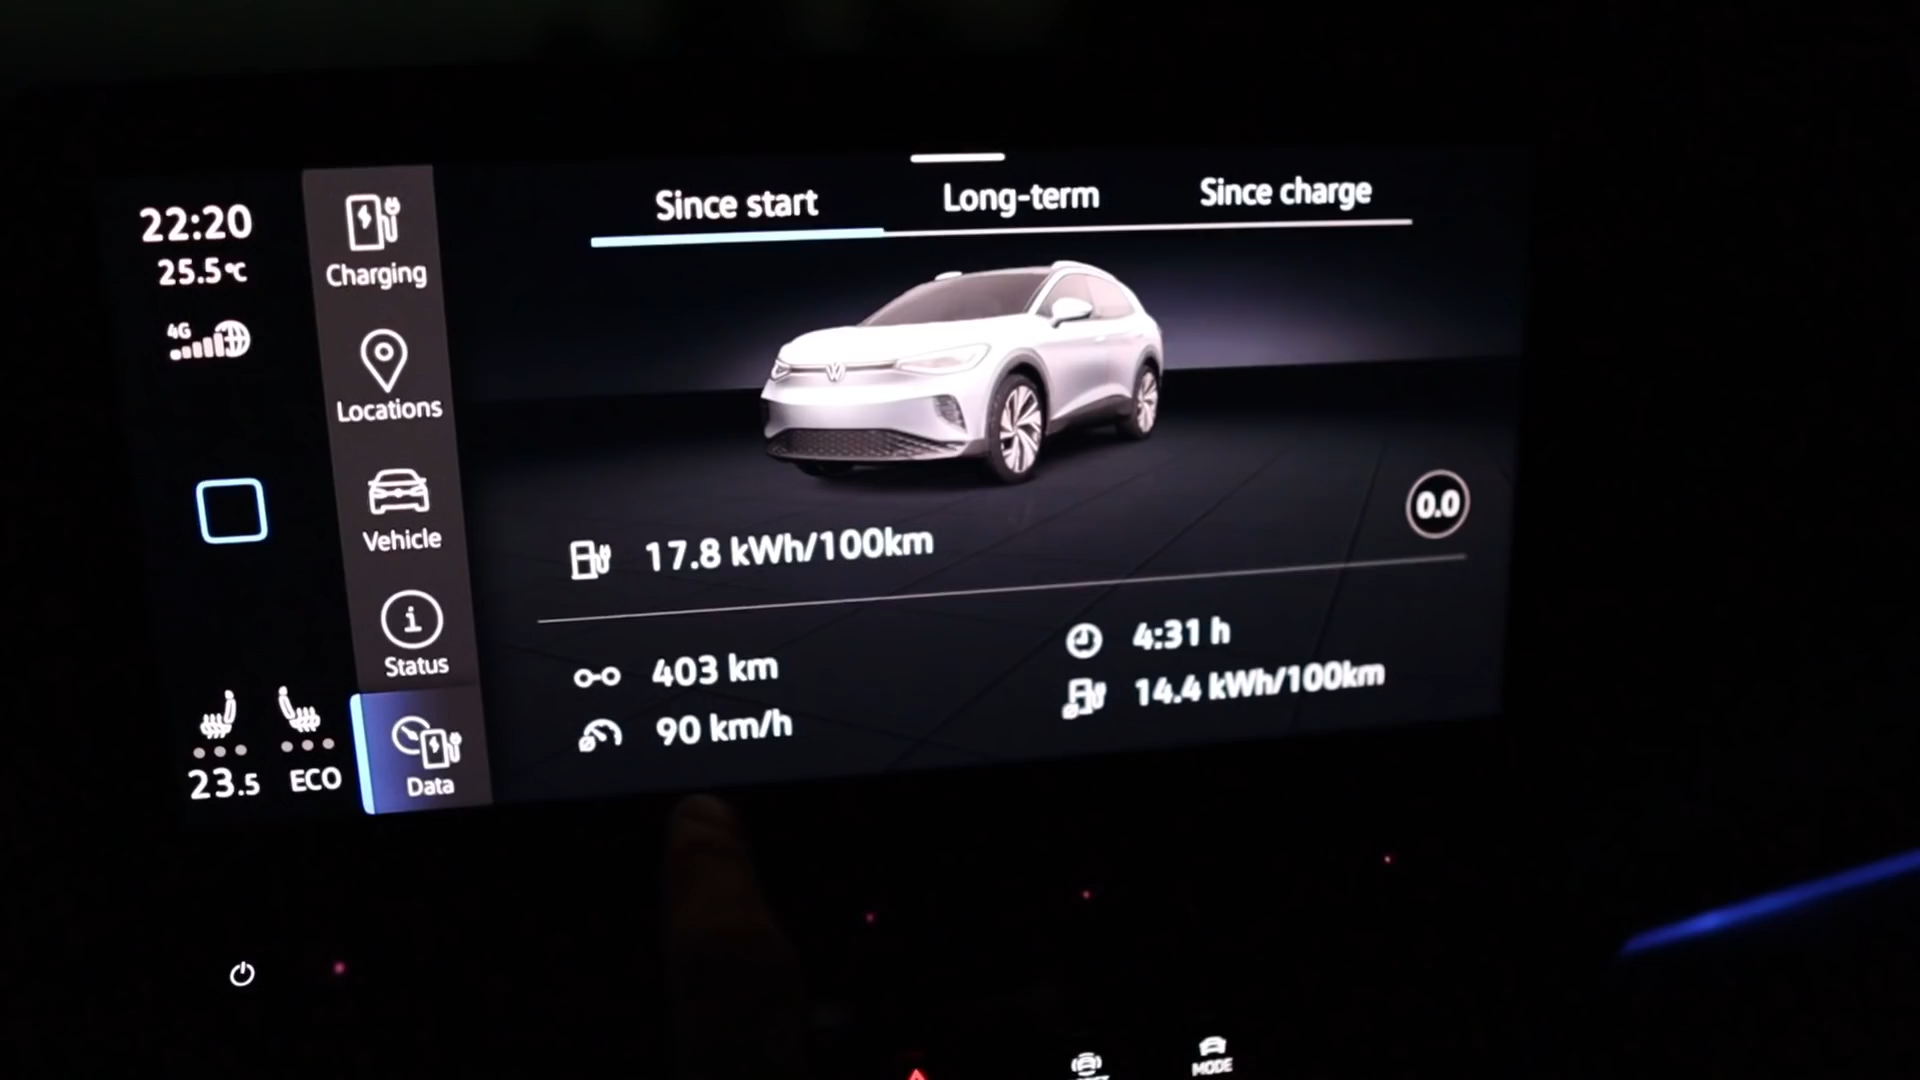 22:20
25.5°C
4G
Charging
Locations
Vehicle
Status
Data
23.5
ECO
Since start
Long-term
Since charge
17.8 kWh/100km
0.0
403 km
4:31 h
90 km/h
14.4 kWh/100km
MODE